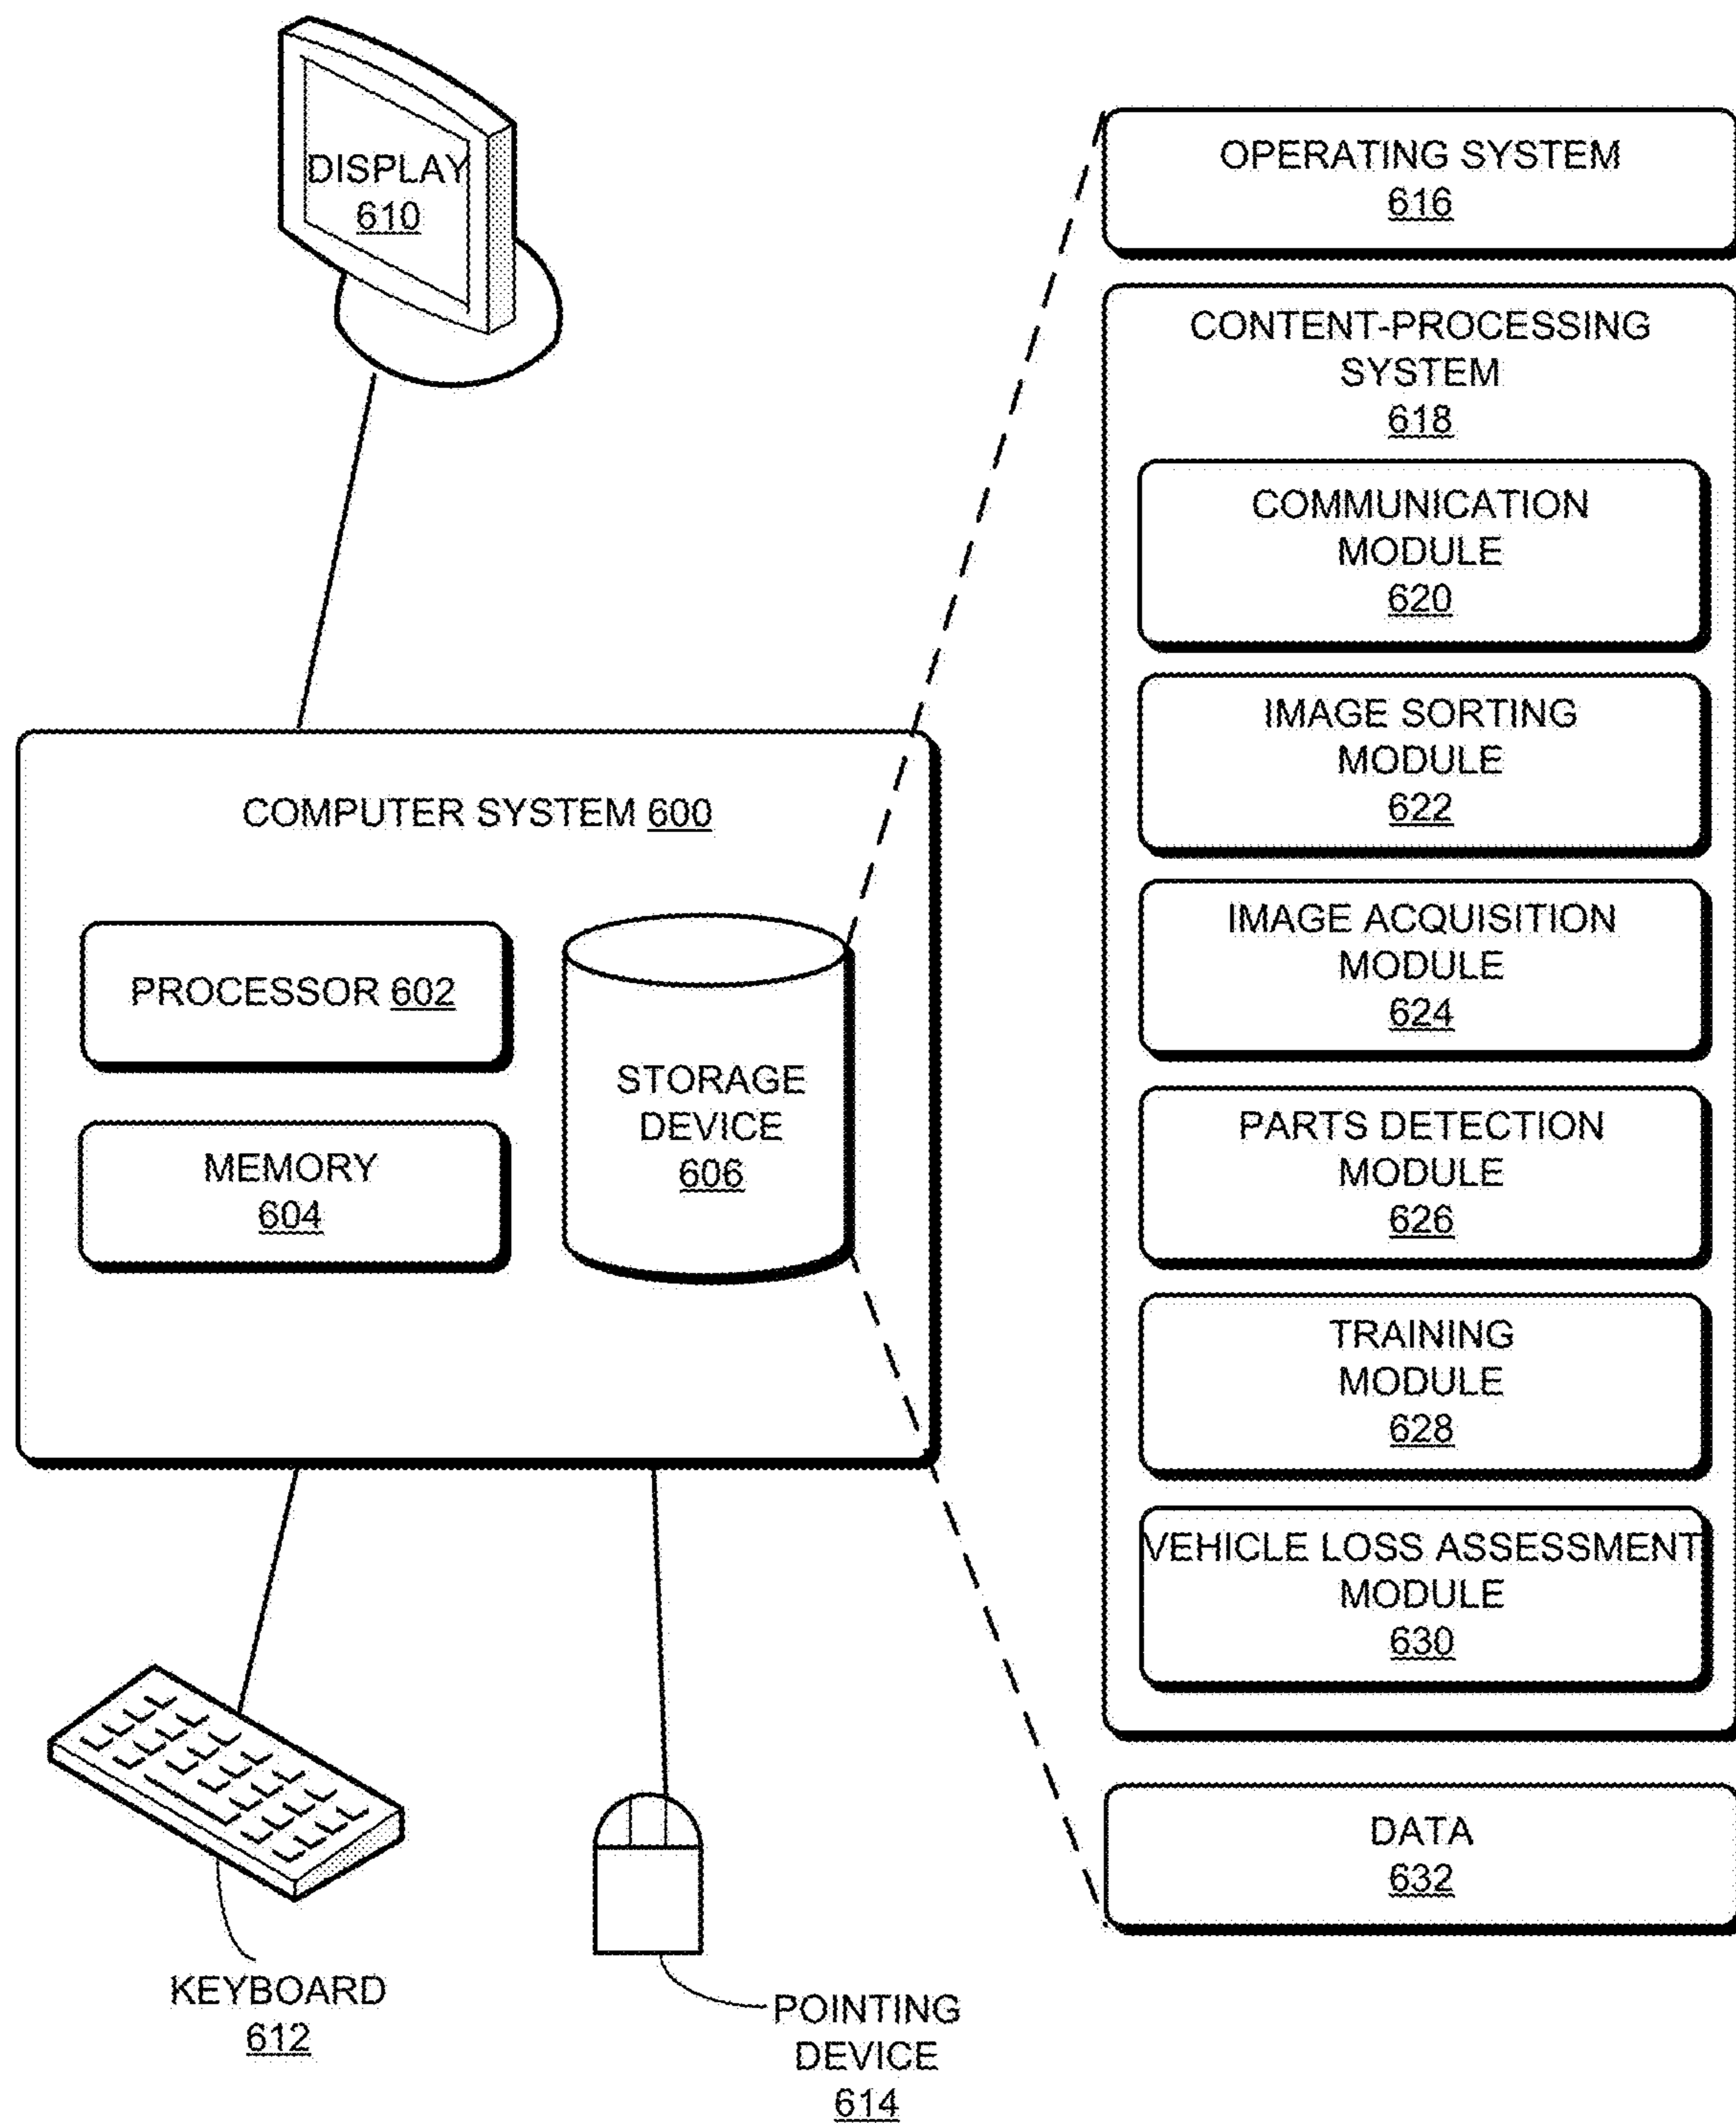 DISPLAY
610
COMPUTER SYSTEM 600
PROCESSOR 602
MEMORY
604
STORAGE
DEVICE
606
KEYBOARD
612
POINTING
DEVICE
614
OPERATING SYSTEM
616
CONTENT-PROCESSING
SYSTEM
618
COMMUNICATION
MODULE
620
IMAGE SORTING
MODULE
622
IMAGE ACQUISITION
MODULE
624
PARTS DETECTION
MODULE
626
TRAINING
MODULE
628
VEHICLE LOSS ASSESSMENT
MODULE
630
DATA
632